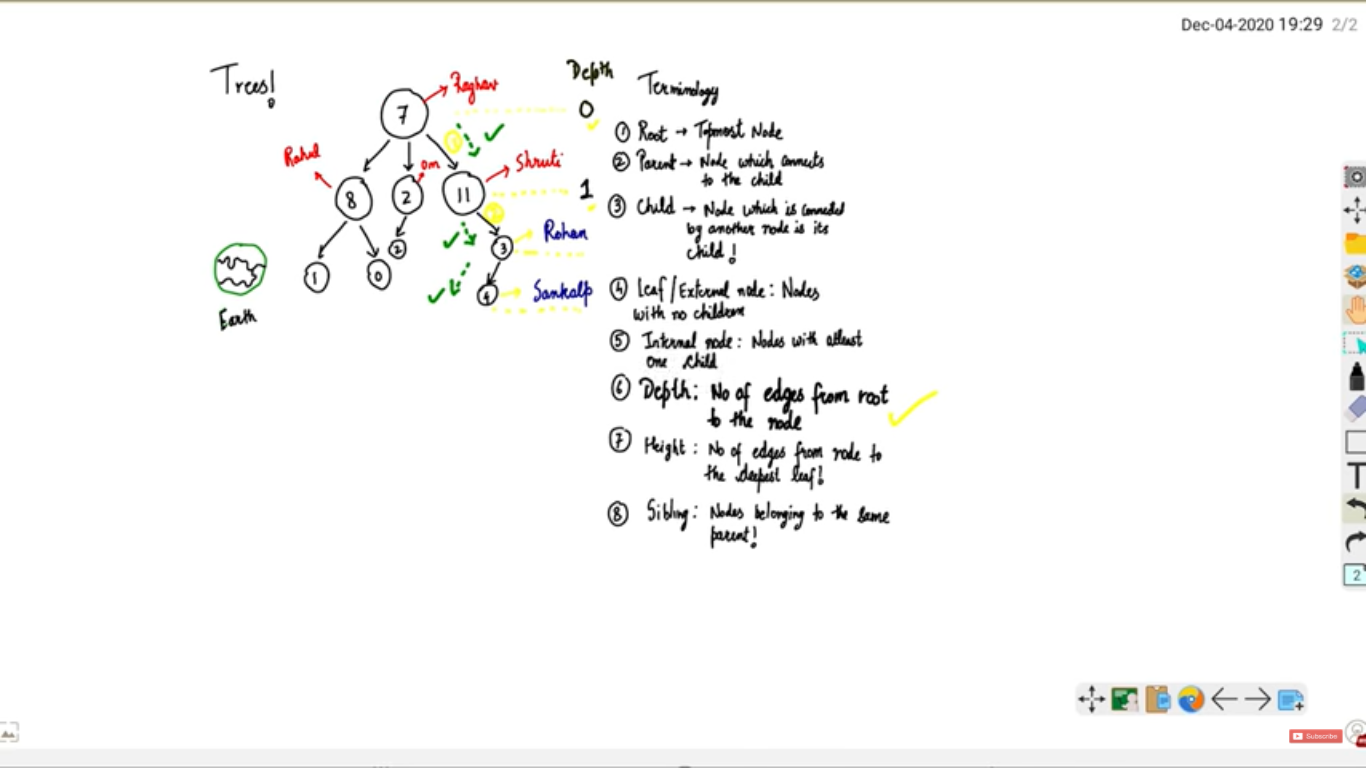 Dec-04-2020 19:29 2/2
Trees!
Depth
7
Raghav
0
Rahul
8
2
om
11
Shruti
1
1
0
2
3
Rohan
4
Sankalp
Earth
Terminology
① Root → Topmost Node
② Parent → Node which connects
to the child
③ Child → Node which is connected
by another node is its
child!
④ Leaf/External node: Nodes
with no children
⑤ Internal node: Nodes with atleast
one child
⑥ Depth: No of edges from root
to the node
⑦ Height: No of edges from node to
the deepest leaf!
⑧ Sibling: Nodes belonging to the same
parent!
T
2
Subscribe